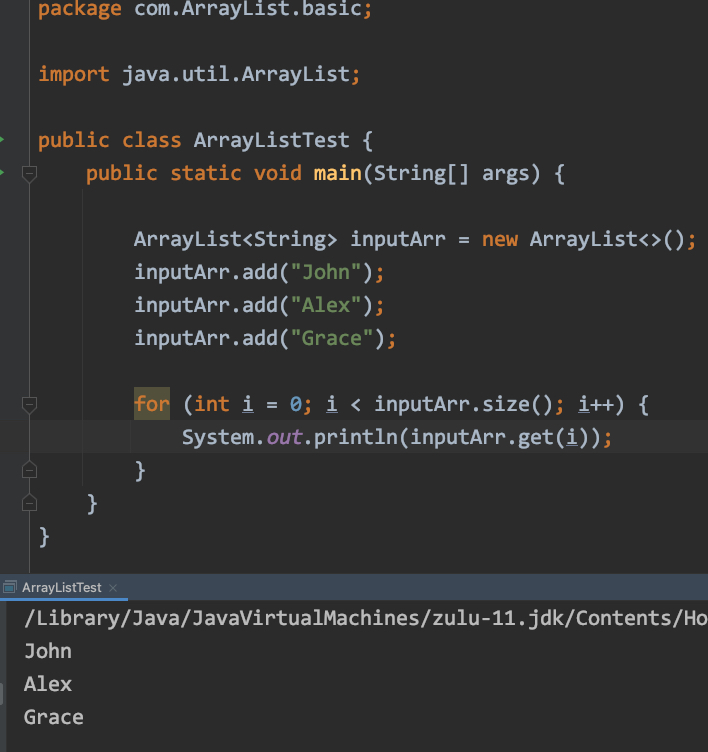 package com.ArrayList.basic;
import java.util.ArrayList;
public class ArrayListTest {
public static void main(String[] args) {
ArrayList<String> inputArr = new ArrayList<>();
inputArr.add("John");
inputArr.add("Alex");
inputArr.add("Grace");
for (int i = 0; i < inputArr.size(); i++) {
System.out.println(inputArr.get(i));
}
}
}
ArrayListTest ×
/Library/Java/JavaVirtualMachines/zulu-11.jdk/Contents/Ho
John
Alex
Grace